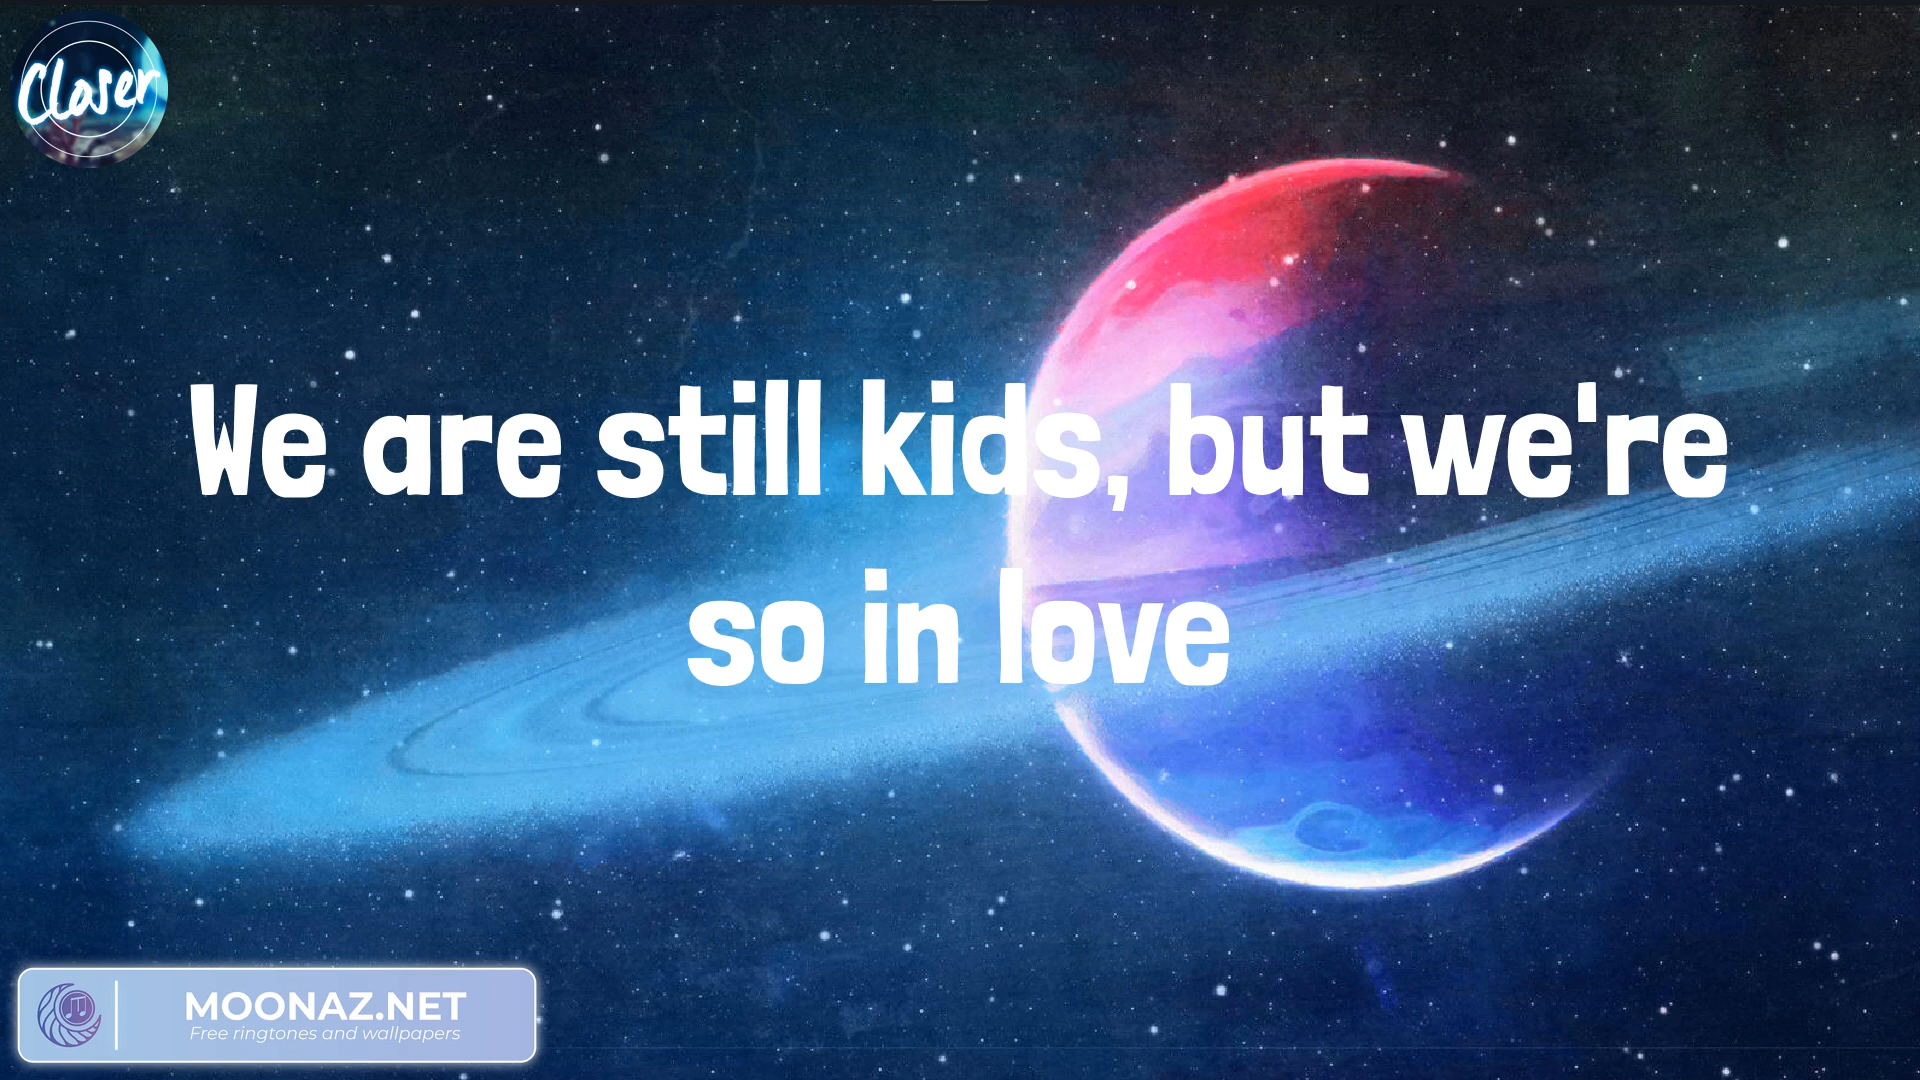 Closer
We are still kids, but we're
so in love
MOONAZ.NET
Free ringtones and wallpapers